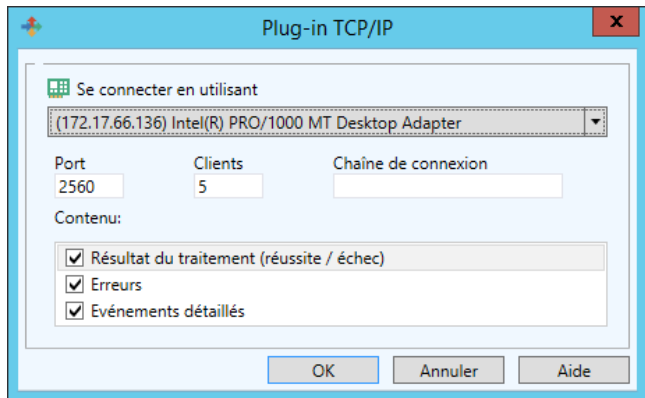 Plug-in TCP/IP
x
Se connecter en utilisant
(172.17.66.136) Intel(R) PRO/1000 MT Desktop Adapter
Port Clients Chaîne de connexion
2560 5
Contenu:
Résultat du traitement (réussite / échec)
Erreurs
Evénements détaillés
OK Annuler Aide